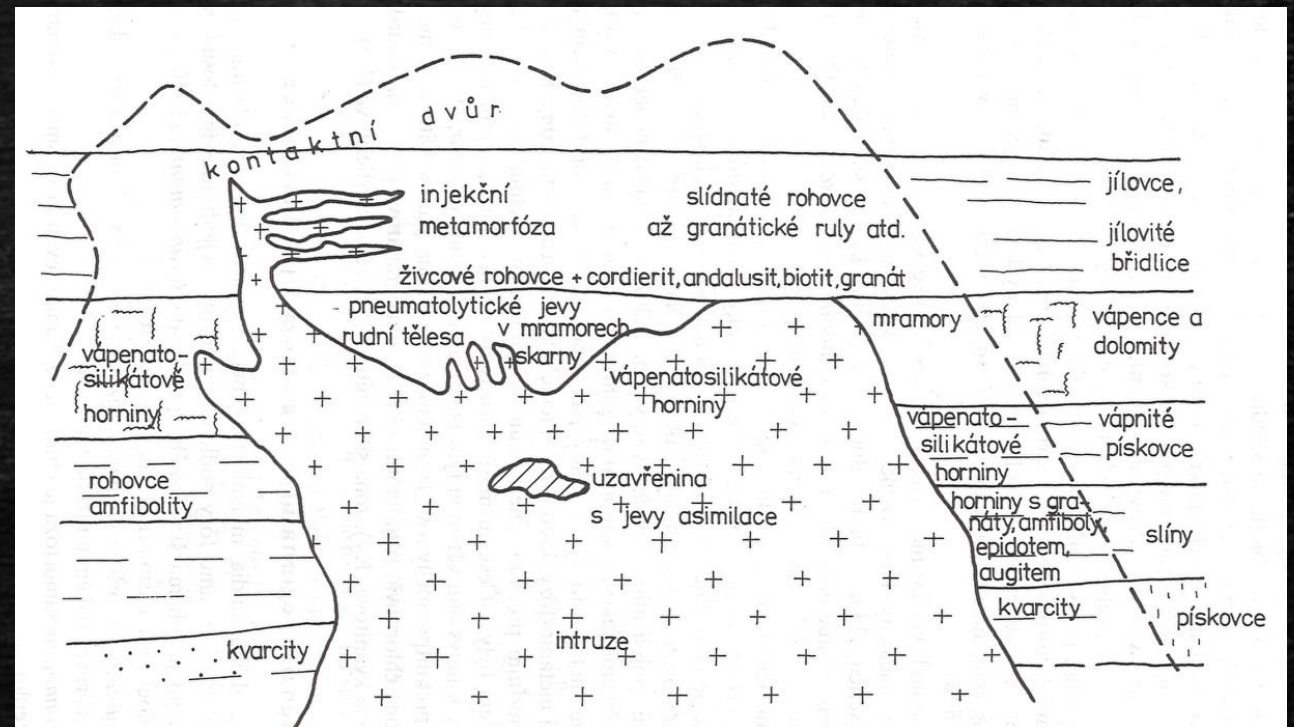 kontaktní dvůr
injekční
metamorfóza
slídnaté rohovce
až granátické ruly atd.
jílovce,
jílovité
břidlice
živcové rohovce + cordierit, andalusit, biotit, granát
pneumatolytické jevy
rudní tělesa
v mramorech
skarny
mramory
vápence a
dolomity
vápenato-
silikátové
horniny
vápenatosilikátové
horniny
vápenato-
silikátové
horniny
vápnité
pískovce
rohovce
amfibolity
uzavřenina
s jevy asimilace
horniny s gra-
náty, amfiboly,
epidotem,
augitem
slíny
kvarcity
pískovce
kvarcity
intruze